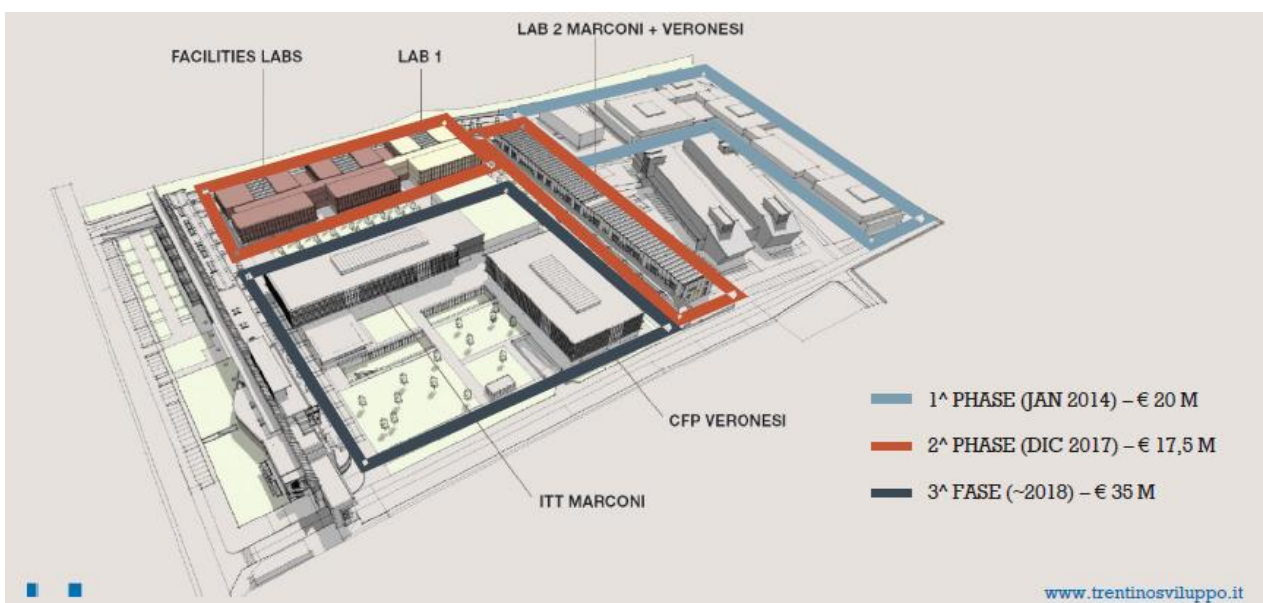 LAB 2 MARCONI + VERONESI
FACILITIES LABS
LAB 1
1^ PHASE (JAN 2014) – € 20 M
CFP VERONESI
2^ PHASE (DIC 2017) – € 17,5 M
ITT MARCONI
3^ FASE (~2018) – € 35 M
www.trentinosviluppo.it